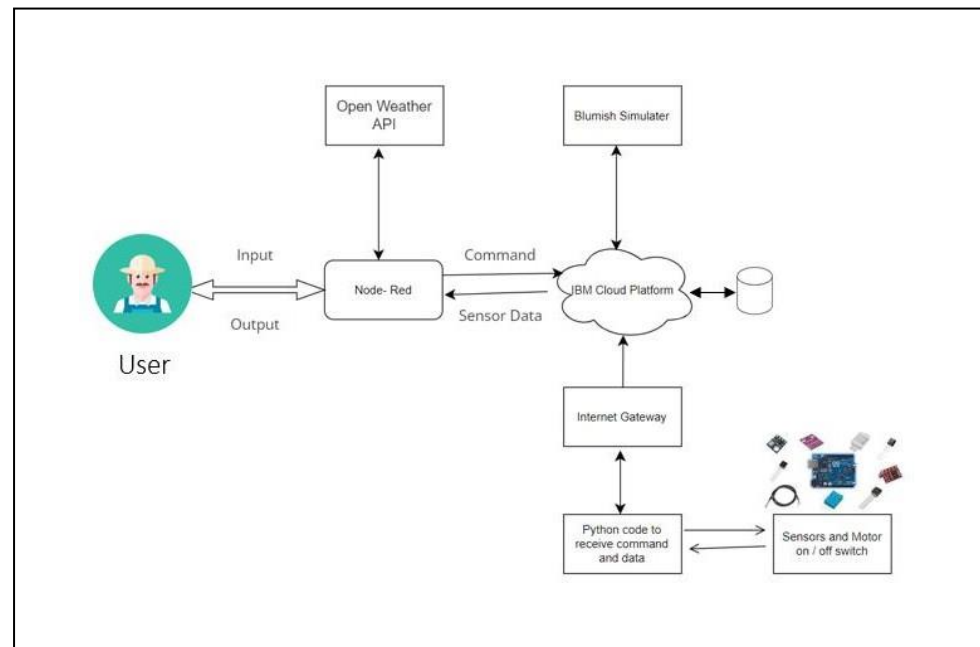 Open Weather
API
Blumish Simulater
Input
Command
Node- Red
IBM Cloud Platform
Output
Sensor Data
User
Internet Gateway
Python code to
receive command
and data
Sensors and Motor
on / off switch